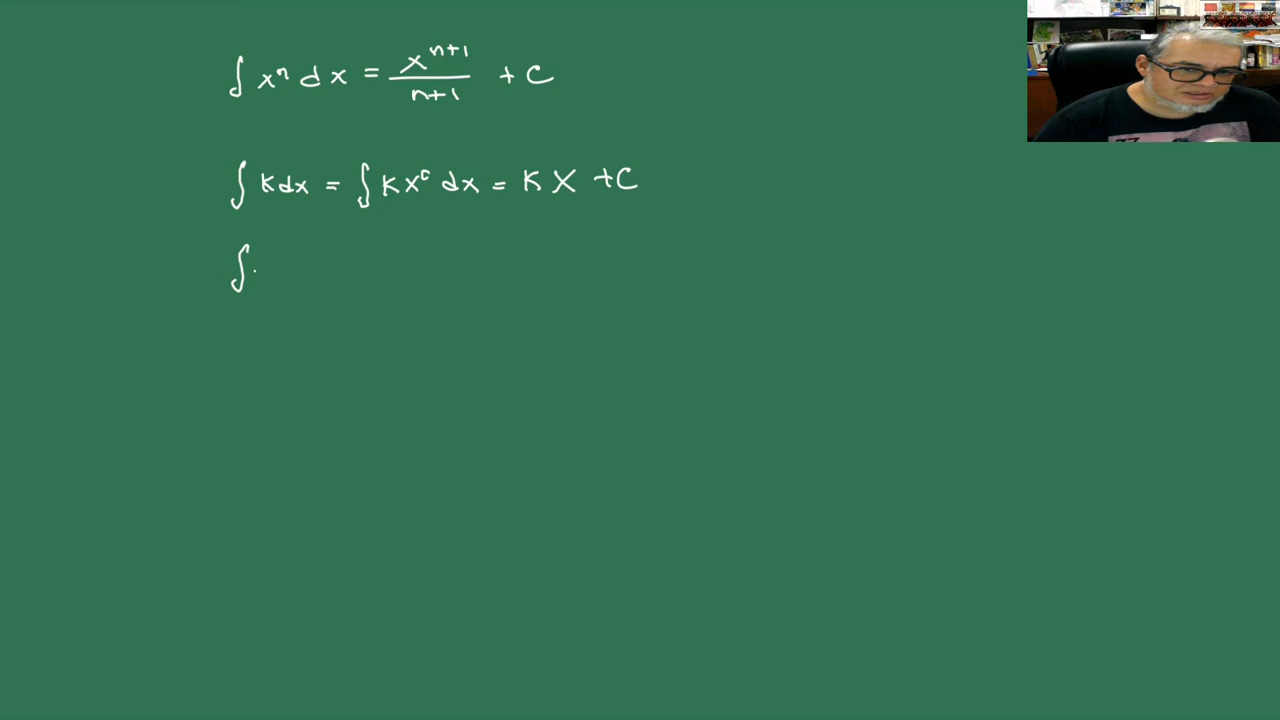 ∫ xⁿ dx = xⁿ⁺¹/n+1 + C
∫ K dx = ∫ K x⁰ dx = K X + C
∫